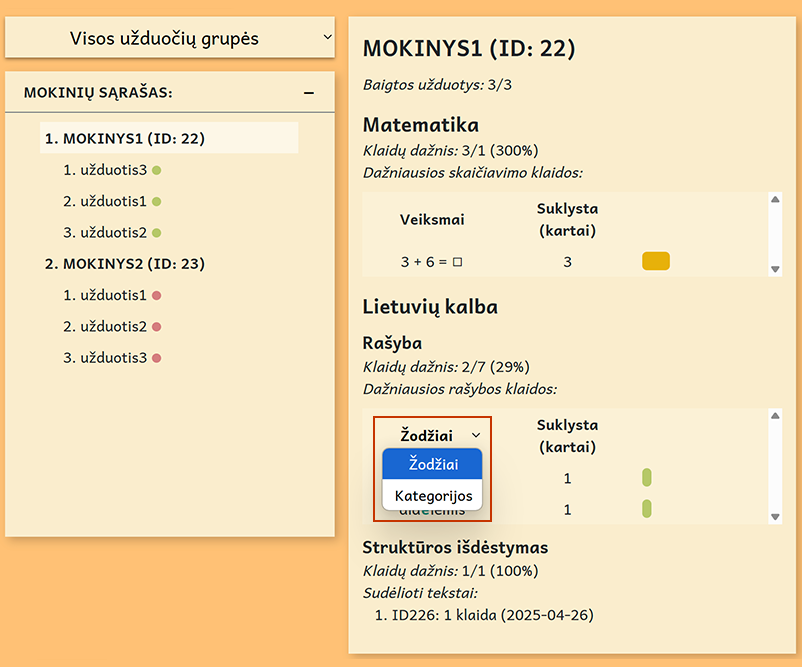 Visos užduočių grupės
MOKINIŲ SĄRAŠAS:
1. MOKINYS1 (ID: 22)
1. užduotis3
2. užduotis1
3. užduotis2
2. MOKINYS2 (ID: 23)
1. užduotis1
2. užduotis2
3. užduotis3
MOKINYS1 (ID: 22)
Baigtos užduotys: 3/3
Matematika
Klaidų dažnis: 3/1 (300%)
Dažniausios skaičiavimo klaidos:
Veiksmai
Suklysta
(kartai)
3 + 6 = □
3
Lietuvių kalba
Rašyba
Klaidų dažnis: 2/7 (29%)
Dažniausios rašybos klaidos:
Žodžiai
Suklysta
(kartai)
Žodžiai
1
Kategorijos
1
Struktūros išdėstymas
Klaidų dažnis: 1/1 (100%)
Sudėlioti tekstai:
1. ID226: 1 klaida (2025-04-26)